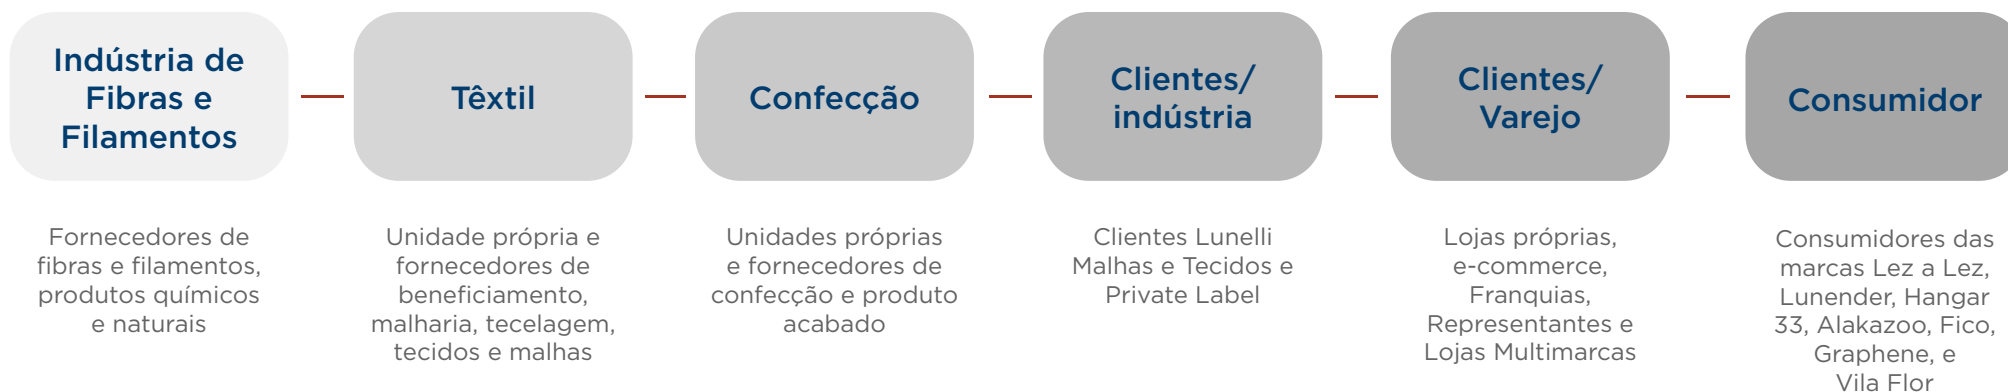 Indústria de
Fibras e
Filamentos
Têxtil
Confecção
Clientes/
indústria
Clientes/
Varejo
Consumidor
Fornecedores de
fibras e filamentos,
produtos químicos
e naturais
Unidade própria e
fornecedores de
beneficiamento,
malharia, tecelagem,
tecidos e malhas
Unidades próprias
e fornecedores de
confecção e produto
acabado
Clientes Lunelli
Malhas e Tecidos e
Private Label
Lojas próprias,
e-commerce,
Franquias,
Representantes e
Lojas Multimarcas
Consumidores das
marcas Lez a Lez,
Lunender, Hangar
33, Alakazoo, Fico,
Graphene, e
Vila Flor